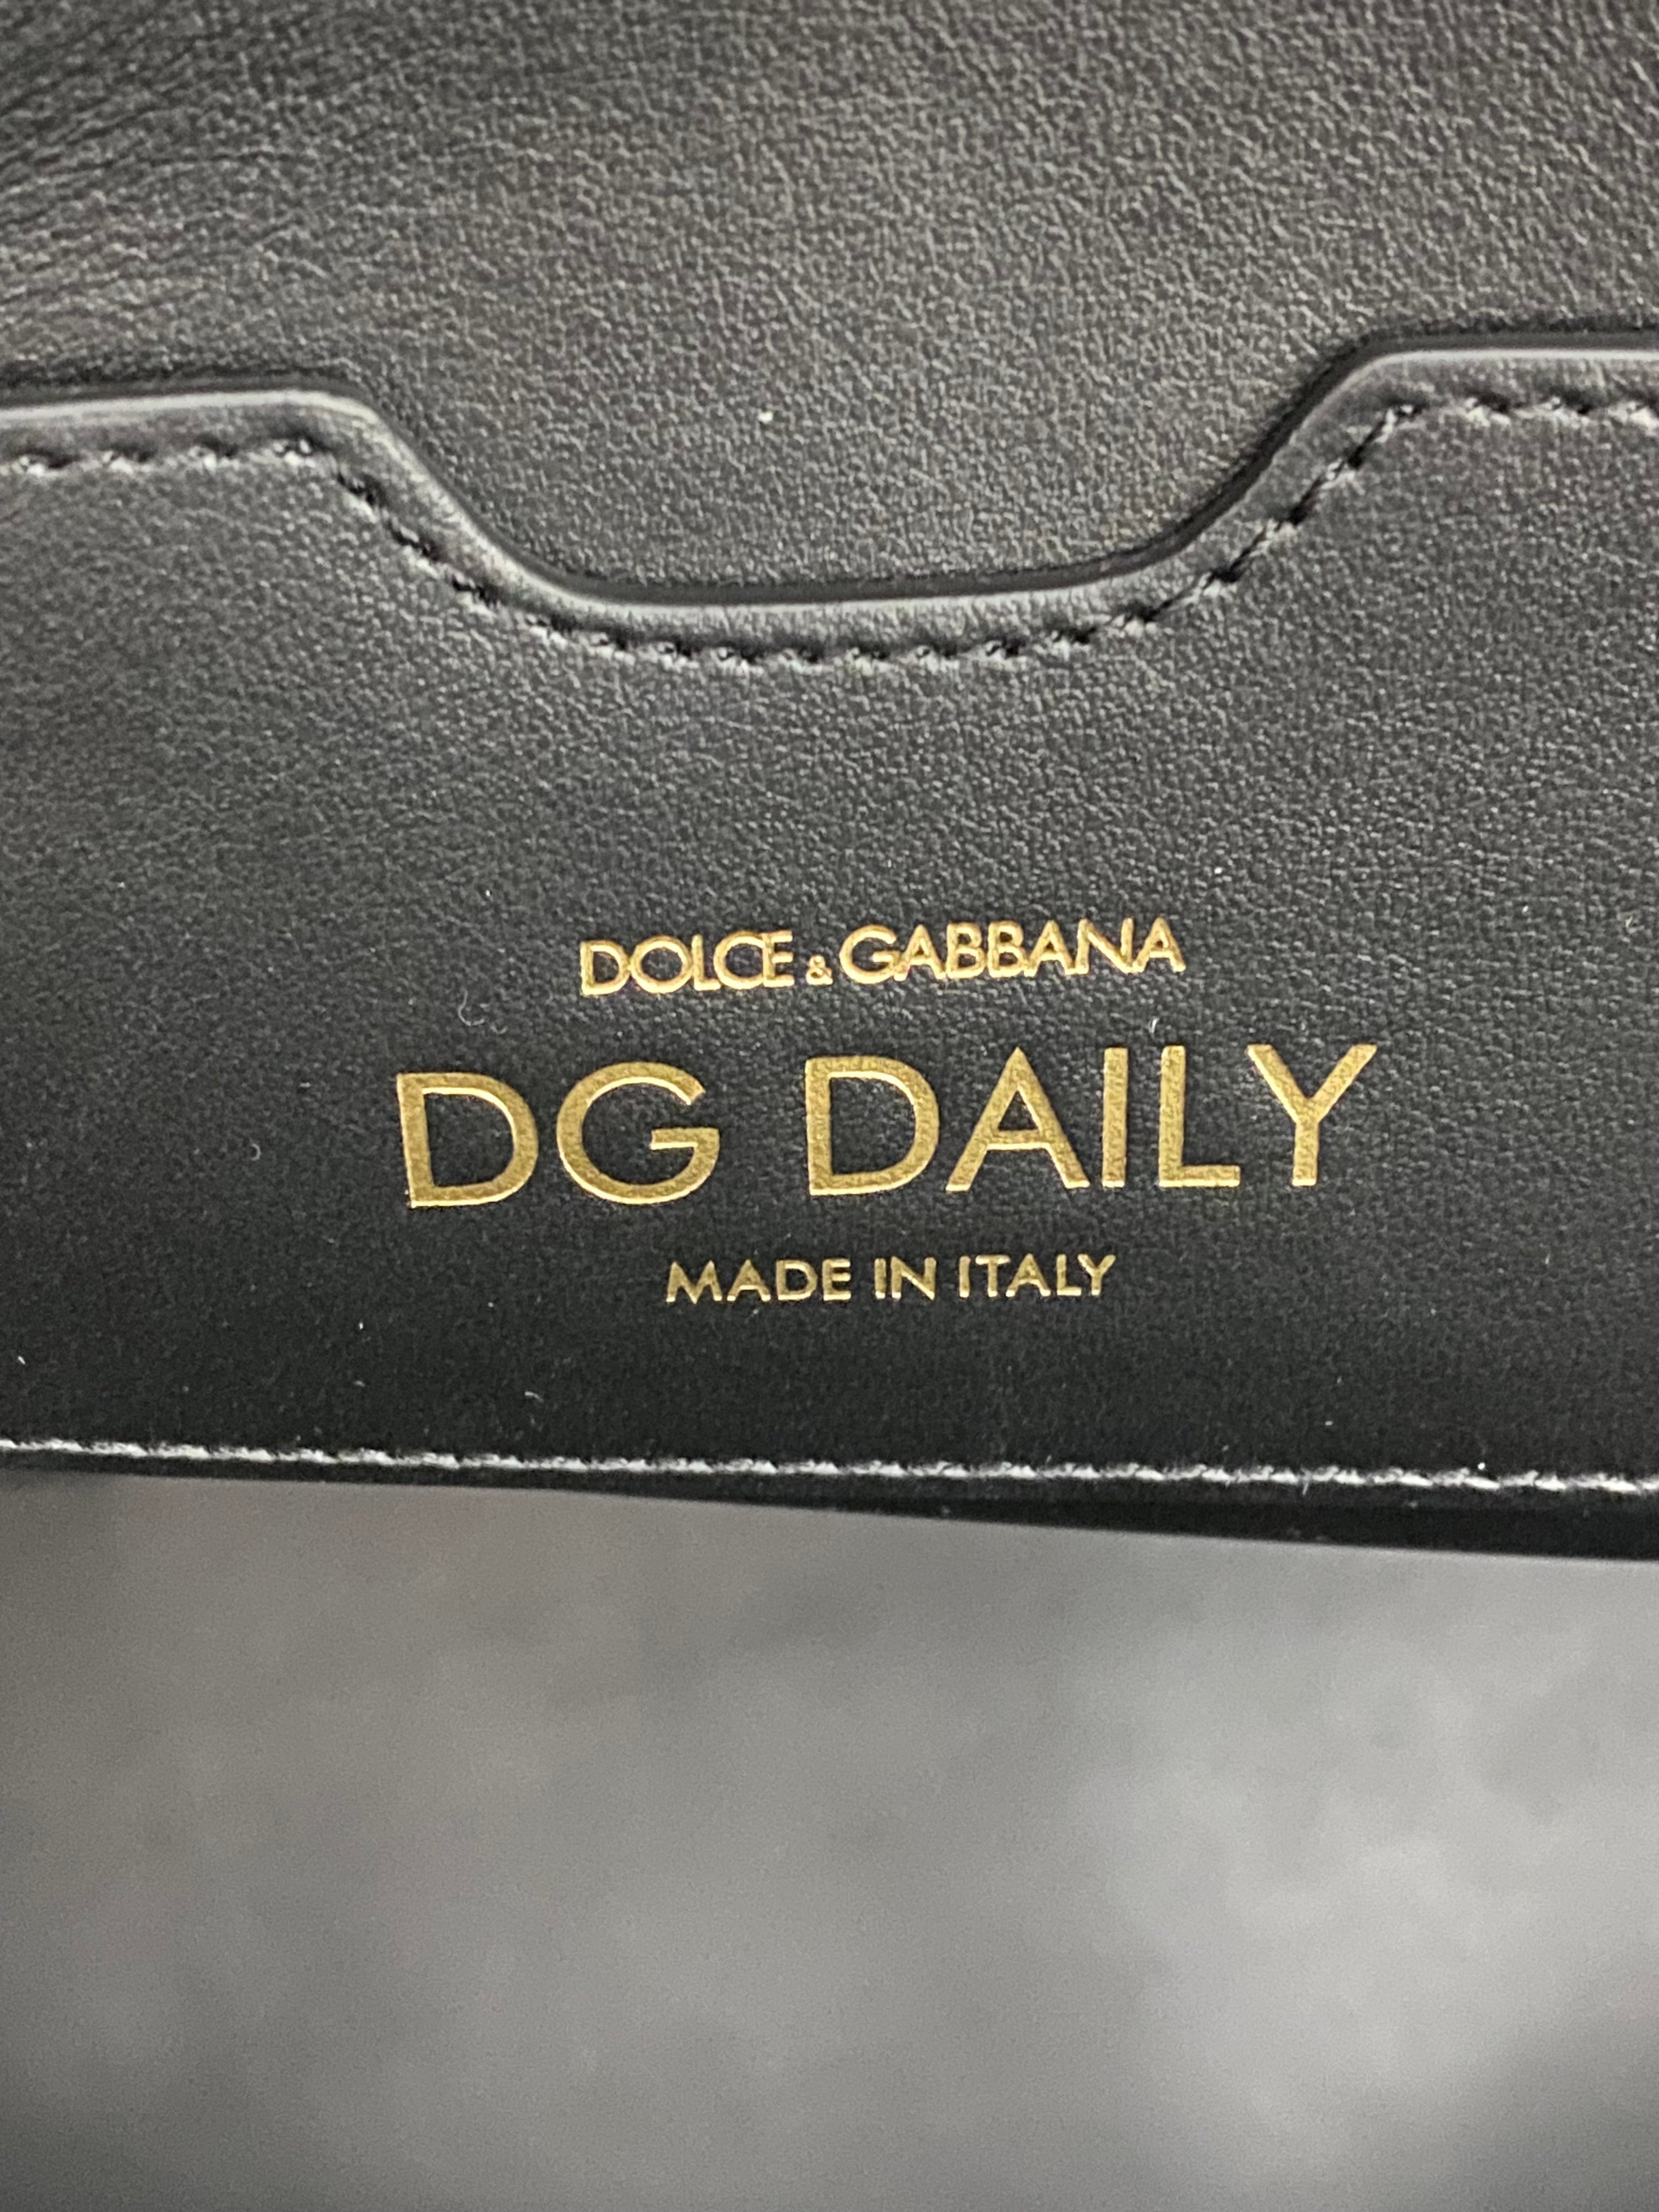 DOLCE & GABBANA
DG DAILY
MADE IN ITALY